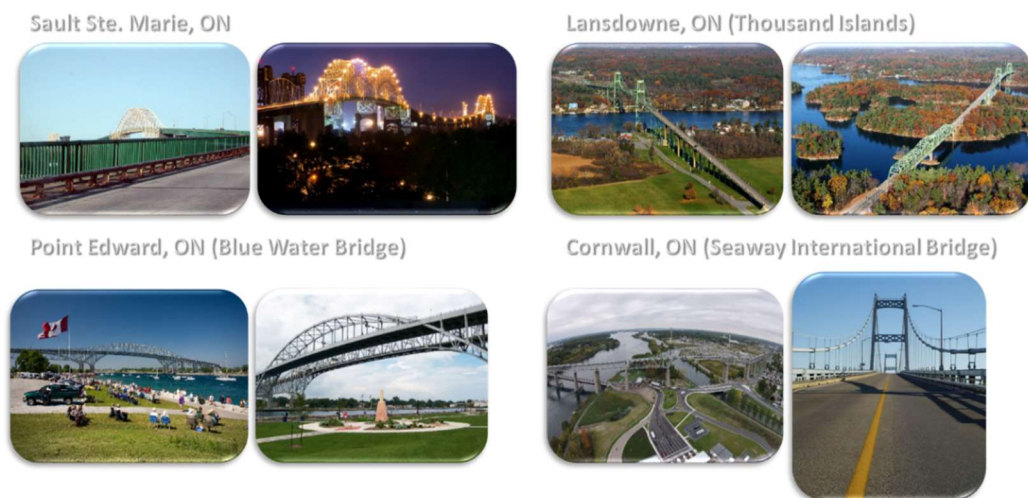 Sault Ste. Marie, ON
Lansdowne, ON (Thousand Islands)
Point Edward, ON (Blue Water Bridge)
Cornwall, ON (Seaway International Bridge)